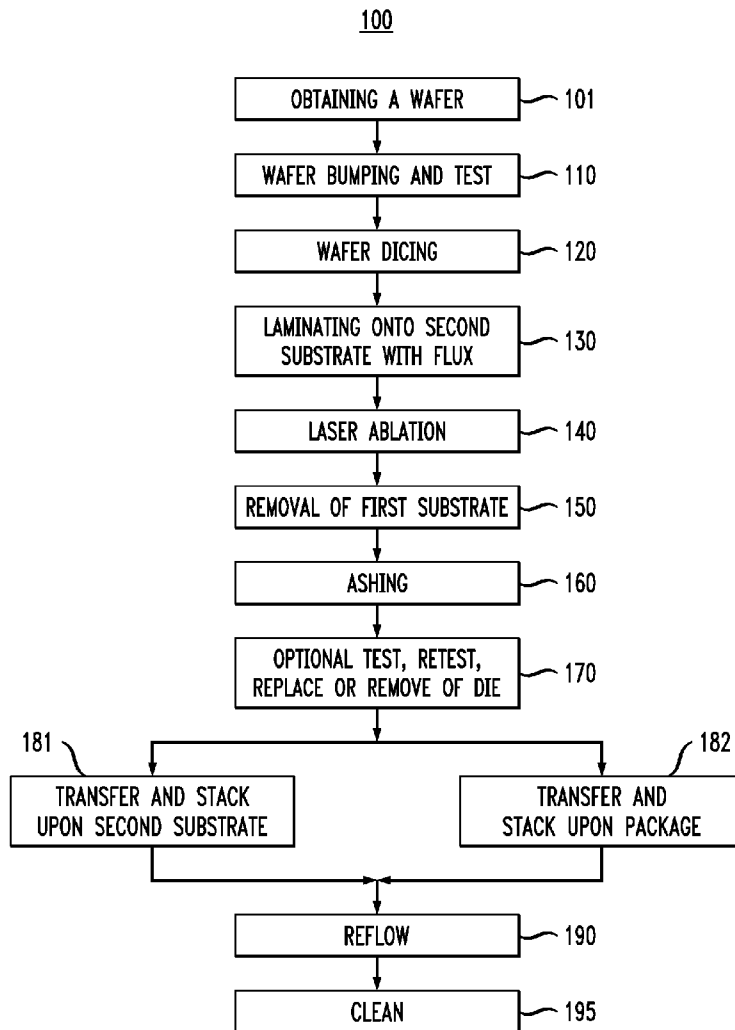 100
OBTAINING A WAFER
101
WAFER BUMPING AND TEST
110
WAFER DICING
120
LAMINATING ONTO SECOND
SUBSTRATE WITH FLUX
130
LASER ABLATION
140
REMOVAL OF FIRST SUBSTRATE
150
ASHING
160
OPTIONAL TEST, RETEST,
REPLACE OR REMOVE OF DIE
170
181
TRANSFER AND STACK
UPON SECOND SUBSTRATE
182
TRANSFER AND
STACK UPON PACKAGE
REFLOW
190
CLEAN
195